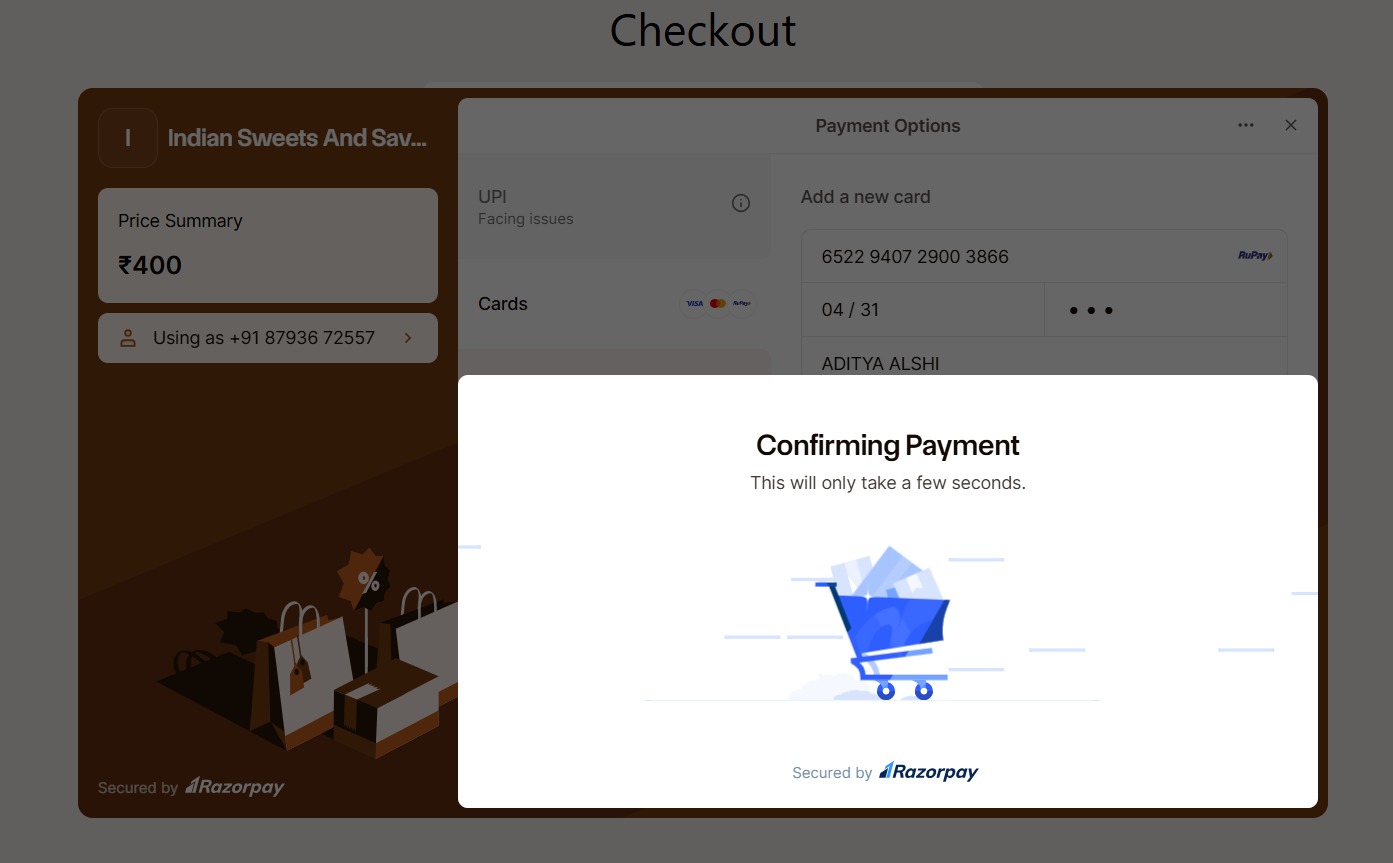 Checkout
I
Indian Sweets And Sav...
Price Summary
₹400
Using as +91 87936 72557
%
Secured by Razorpay
Payment Options
UPI
Facing issues
Cards
VISA
RuPay
Add a new card
6522 9407 2900 3866
RuPay
04 / 31
•••
ADITYA ALSHI
Confirming Payment
This will only take a few seconds.
Secured by Razorpay